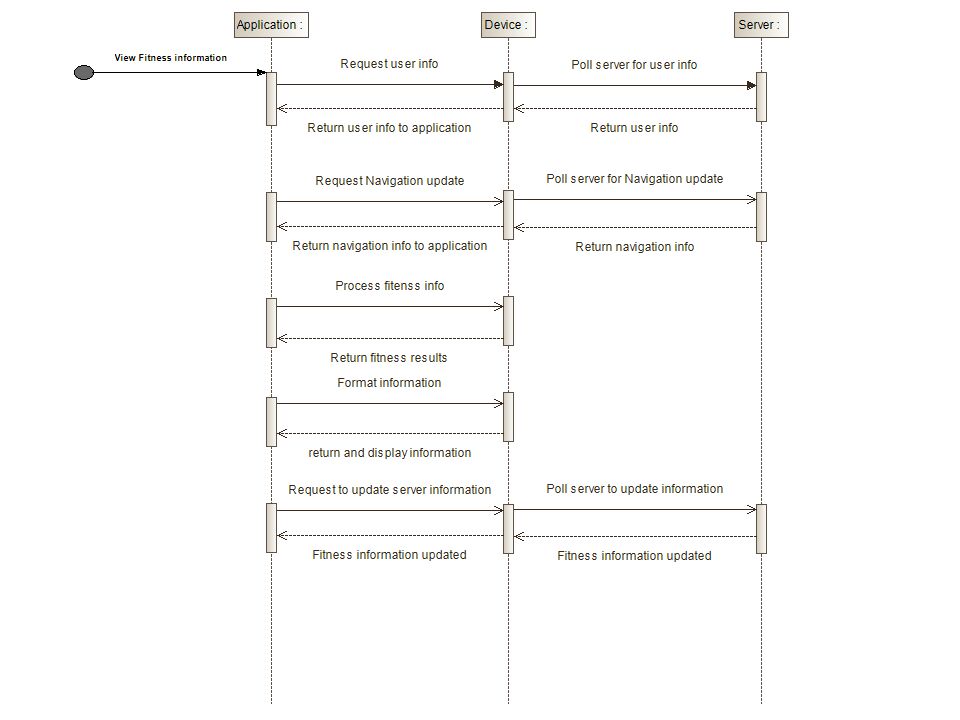 Application :
Device :
Server :
View Fitness information
Request user info
Poll server for user info
Return user info to application
Return user info
Request Navigation update
Poll server for Navigation update
Return navigation info to application
Return navigation info
Process fitenss info
Return fitness results
Format information
return and display information
Request to update server information
Poll server to update information
Fitness information updated
Fitness information updated